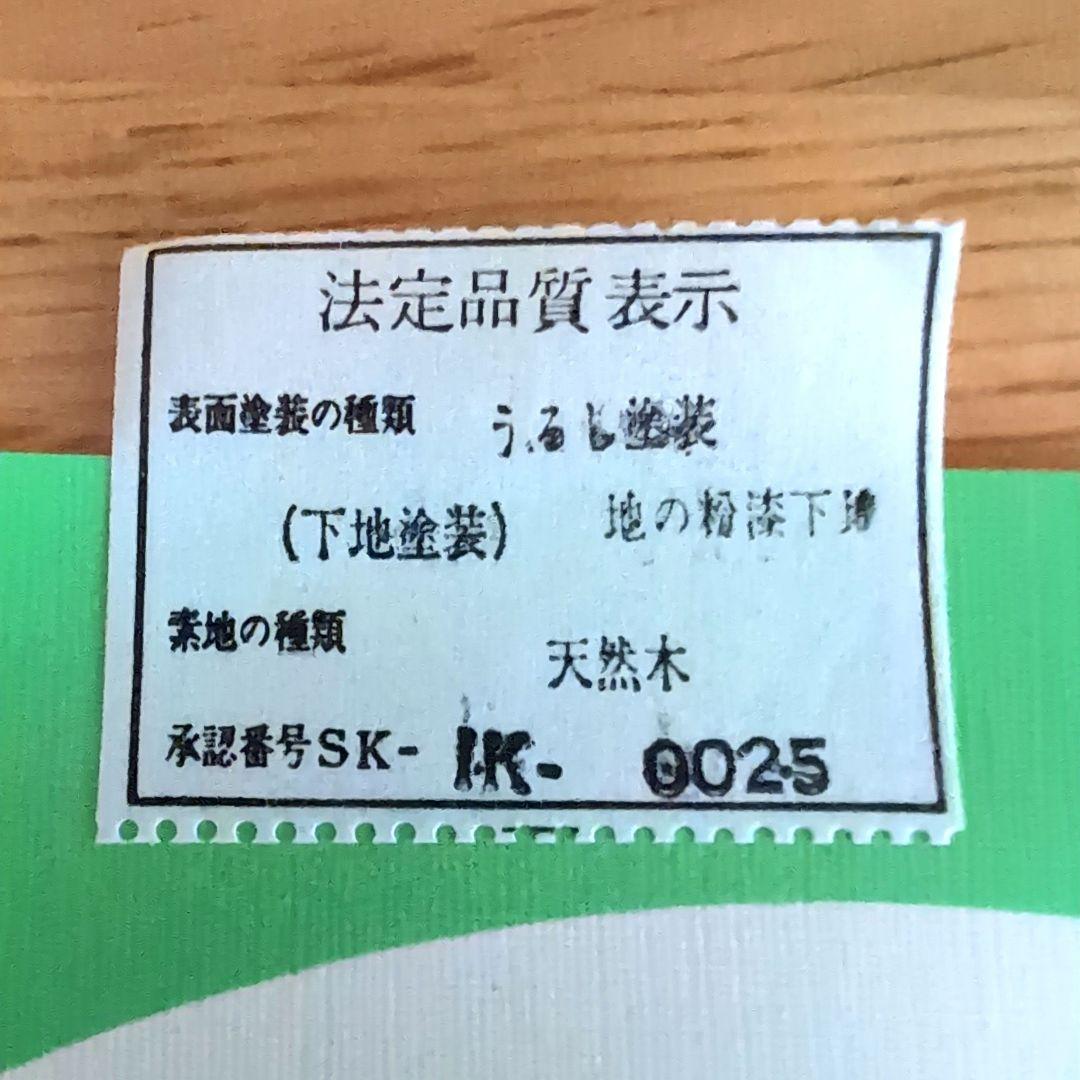 法定品質表示
表面塗装の種類 うるし塗装
(下地塗装) 地の粉漆下地
素地の種類 天然木
承認番号SK- IK- 0025